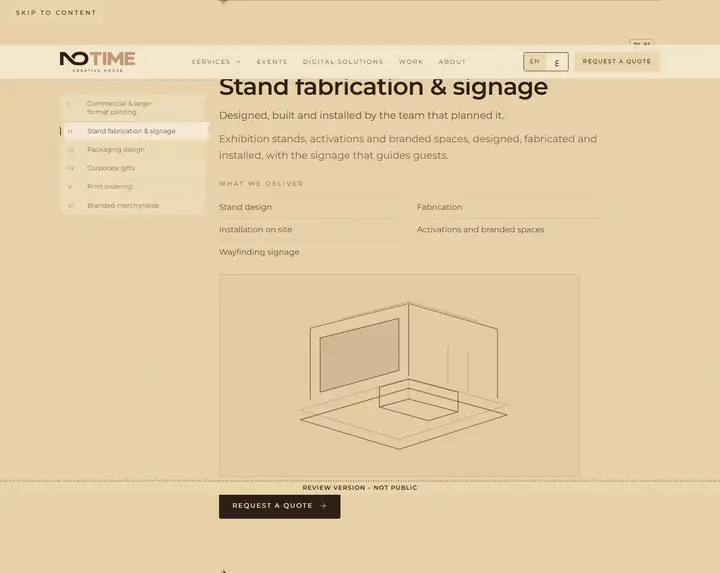 SKIP TO CONTENT
NOTIME
CREATIVE HOUSE
SERVICES
EVENTS
DIGITAL SOLUTIONS
WORK
ABOUT
EN
ع
REQUEST A QUOTE
I Commercial & large-
format printing
II Stand fabrication & signage
III Packaging design
IV Corporate gifts
V Print ordering
VI Branded merchandise
Stand fabrication & signage
Designed, built and installed by the team that planned it.
Exhibition stands, activations and branded spaces, designed, fabricated and
installed, with the signage that guides guests.
WHAT WE DELIVER
Stand design
Fabrication
Installation on site
Activations and branded spaces
Wayfinding signage
REVIEW VERSION – NOT PUBLIC
REQUEST A QUOTE →